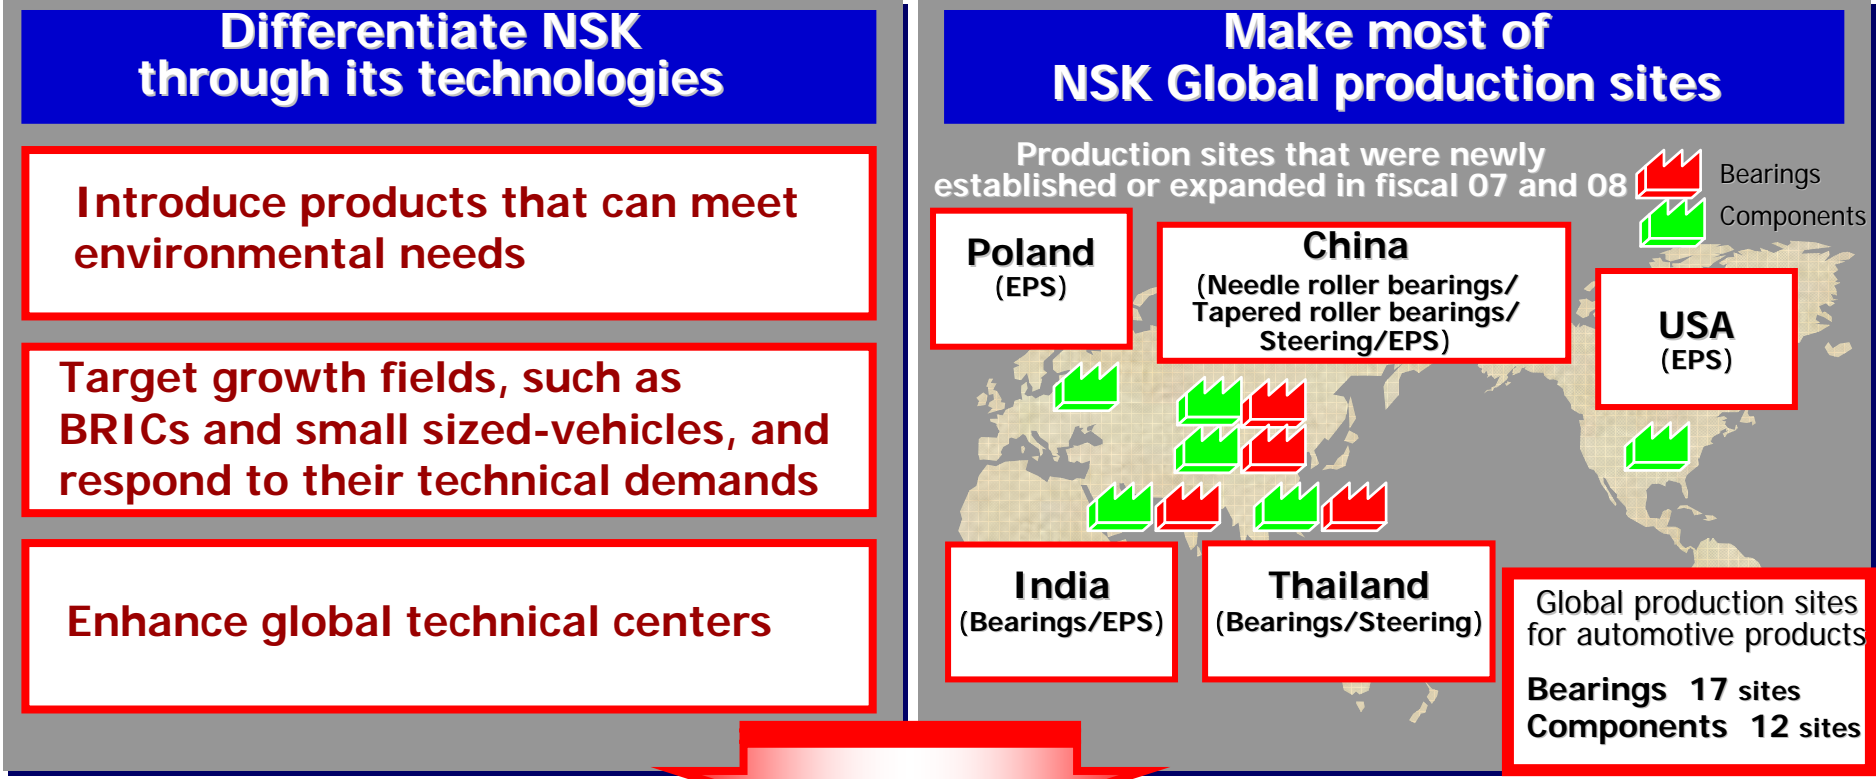 Differentiate NSK
through its technologies
Introduce products that can meet
environmental needs
Target growth fields, such as
BRICs and small sized-vehicles, and
respond to their technical demands
Enhance global technical centers
Make most of
NSK Global production sites
Production sites that were newly
established or expanded in fiscal 07 and 08
Bearings
Components
Poland
(EPS)
China
(Needle roller bearings/
Tapered roller bearings/
Steering/EPS)
USA
(EPS)
India
(Bearings/EPS)
Thailand
(Bearings/Steering)
Global production sites
for automotive products
Bearings 17 sites
Components 12 sites